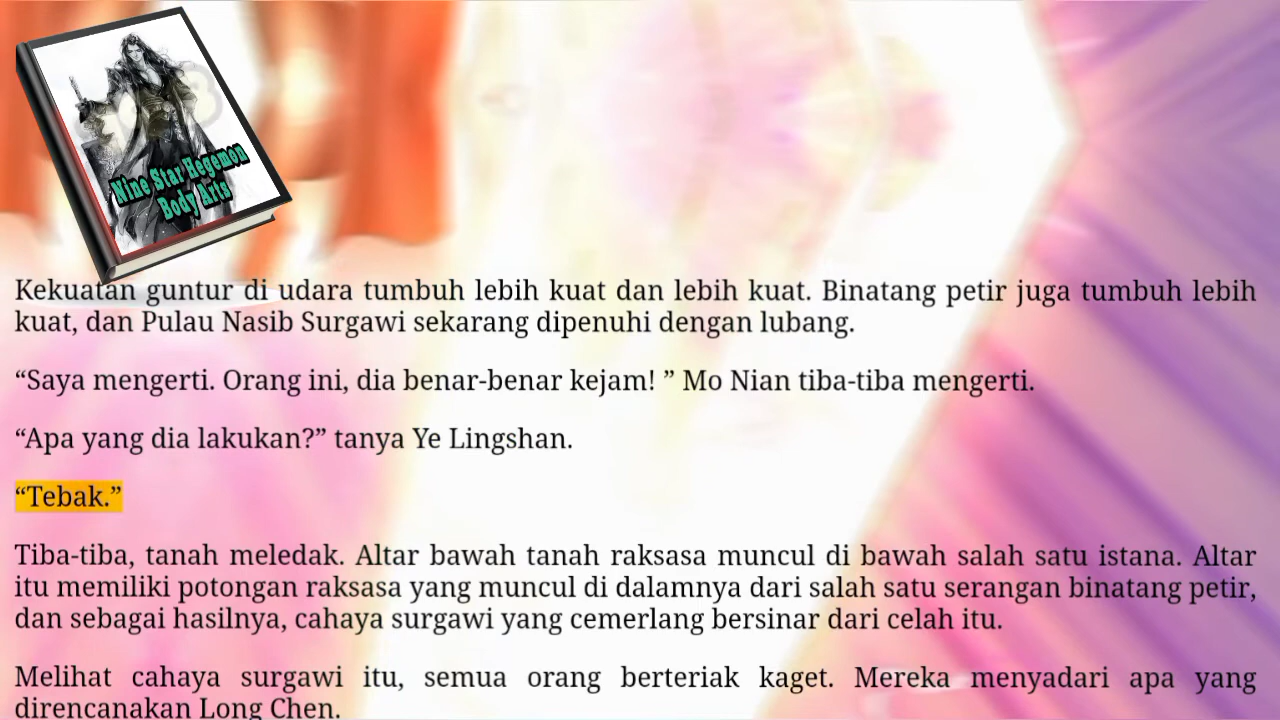 Nine Star Hegemon
Body Arts
Kekuatan guntur di udara tumbuh lebih kuat dan lebih kuat. Binatang petir juga tumbuh lebih
kuat, dan Pulau Nasib Surgawi sekarang dipenuhi dengan lubang.
“Saya mengerti. Orang ini, dia benar-benar kejam! ” Mo Nian tiba-tiba mengerti.
“Apa yang dia lakukan?” tanya Ye Lingshan.
“Tebak.”
Tiba-tiba, tanah meledak. Altar bawah tanah raksasa muncul di bawah salah satu istana. Altar
itu memiliki potongan raksasa yang muncul di dalamnya dari salah satu serangan binatang petir,
dan sebagai hasilnya, cahaya surgawi yang cemerlang bersinar dari celah itu.
Melihat cahaya surgawi itu, semua orang berteriak kaget. Mereka menyadari apa yang
direncanakan Long Chen.